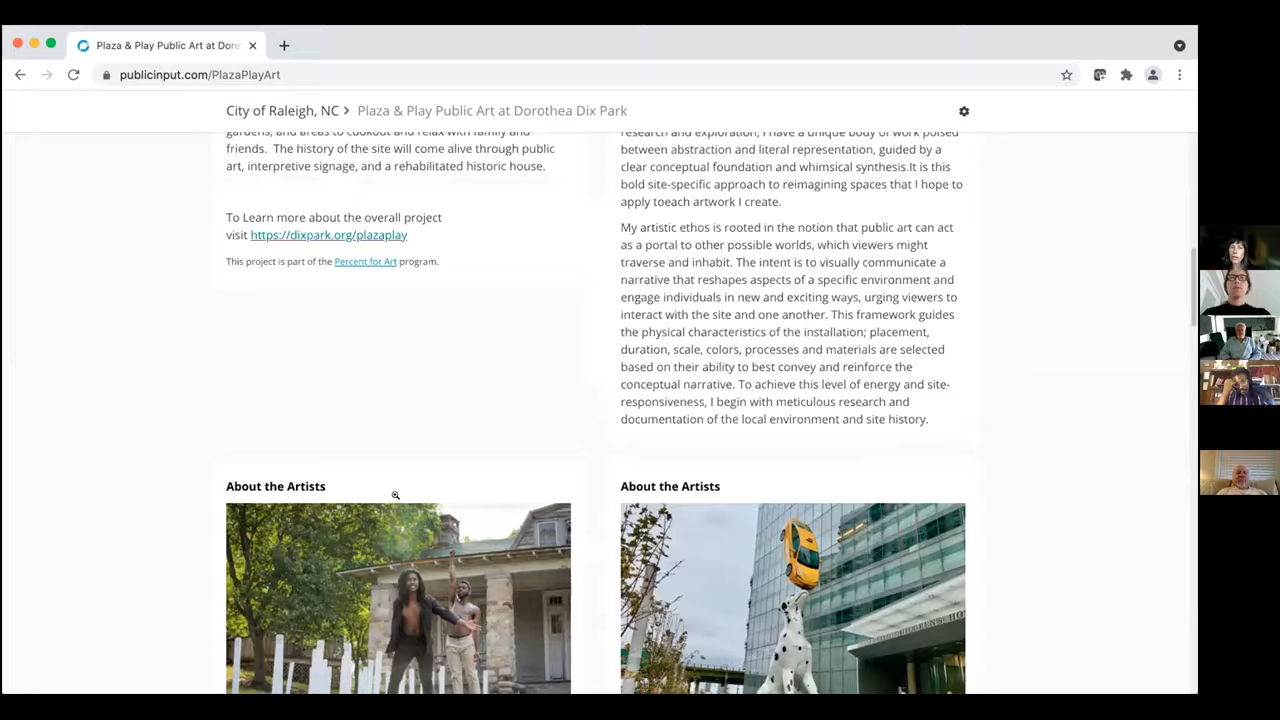 Plaza & Play Public Art at Doro
publicinput.com/PlazaPlayArt
City of Raleigh, NC > Plaza & Play Public Art at Dorothea Dix Park
gardens, and areas to cookout and relax with family and
friends. The history of the site will come alive through public
art, interpretive signage, and a rehabilitated historic house.
To Learn more about the overall project
visit https://dixpark.org/plazaplay
This project is part of the Percent for Art program.
research and exploration, I have a unique body of work poised
between abstraction and literal representation, guided by a
clear conceptual foundation and whimsical synthesis.It is this
bold site-specific approach to reimagining spaces that I hope to
apply toeach artwork I create.
My artistic ethos is rooted in the notion that public art can act
as a portal to other possible worlds, which viewers might
traverse and inhabit. The intent is to visually communicate a
narrative that reshapes aspects of a specific environment and
engage individuals in new and exciting ways, urging viewers to
interact with the site and one another. This framework guides
the physical characteristics of the installation; placement,
duration, scale, colors, processes and materials are selected
based on their ability to best convey and reinforce the
conceptual narrative. To achieve this level of energy and site-
responsiveness, I begin with meticulous research and
documentation of the local environment and site history.
About the Artists
About the Artists